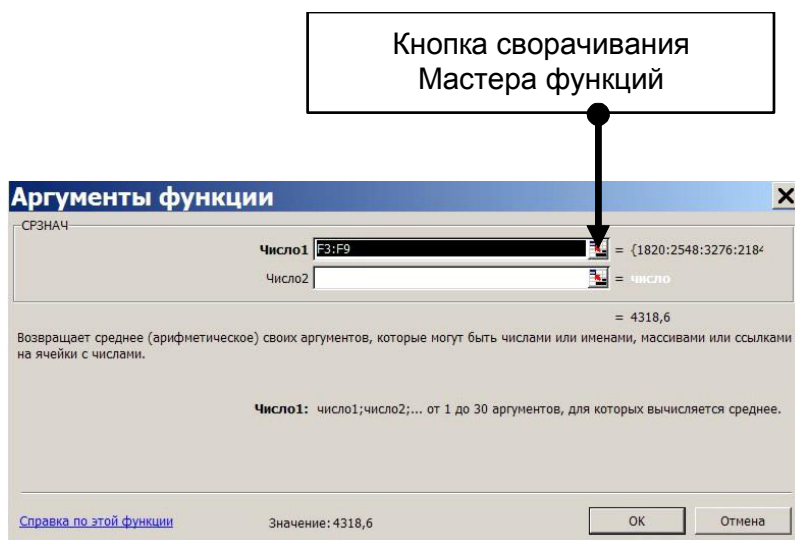 Кнопка сворачивания
Мастера функций
Аргументы функции
СРЗНАЧ
Число1 F3:F9 = {1820:2548:3276:2184
Число2 = число
= 4318,6
Возвращает среднее (арифметическое) своих аргументов, которые могут быть числами или именами, массивами или ссылками
на ячейки с числами.
Число1: число1;число2;... от 1 до 30 аргументов, для которых вычисляется среднее.
Справка по этой функции Значение:4318,6 ОК Отмена